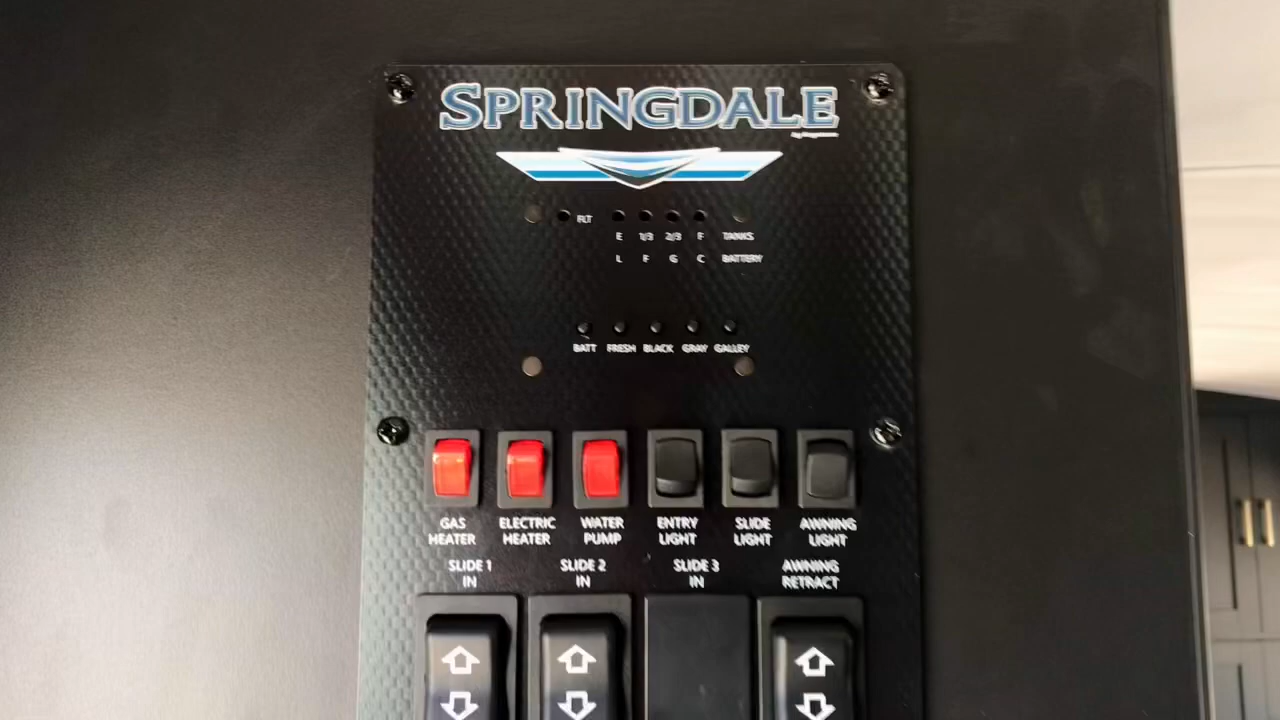 SPRINGDALE
FLT
E 1/3 2/3 F TANKS
L F G C BATTERY
BATT FRESH BLACK GRAY GALLEY
GAS HEATER
ELECTRIC HEATER
WATER PUMP
ENTRY LIGHT
SLIDE LIGHT
AWNING LIGHT
SLIDE 1 IN
SLIDE 2 IN
SLIDE 3 IN
AWNING RETRACT